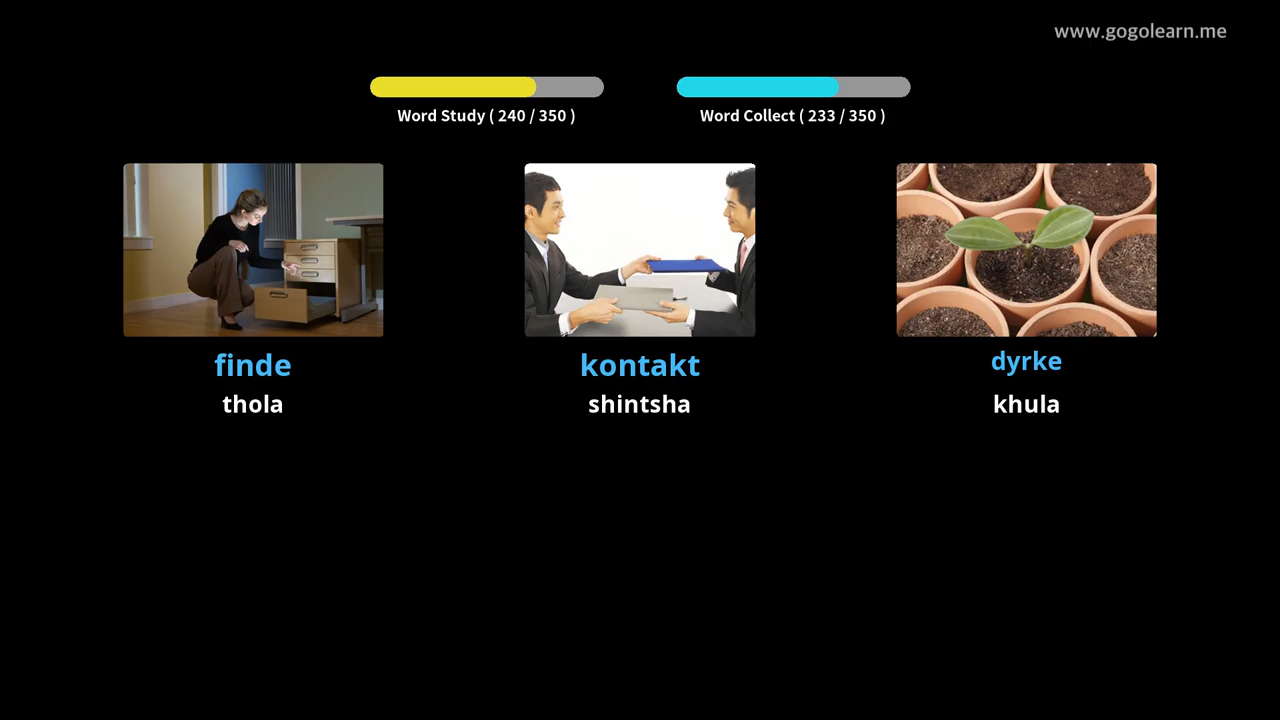 www.gogolearn.me
Word Study ( 240 / 350 )
Word Collect ( 233 / 350 )
finde
thola
kontakt
shintsha
dyrke
khula